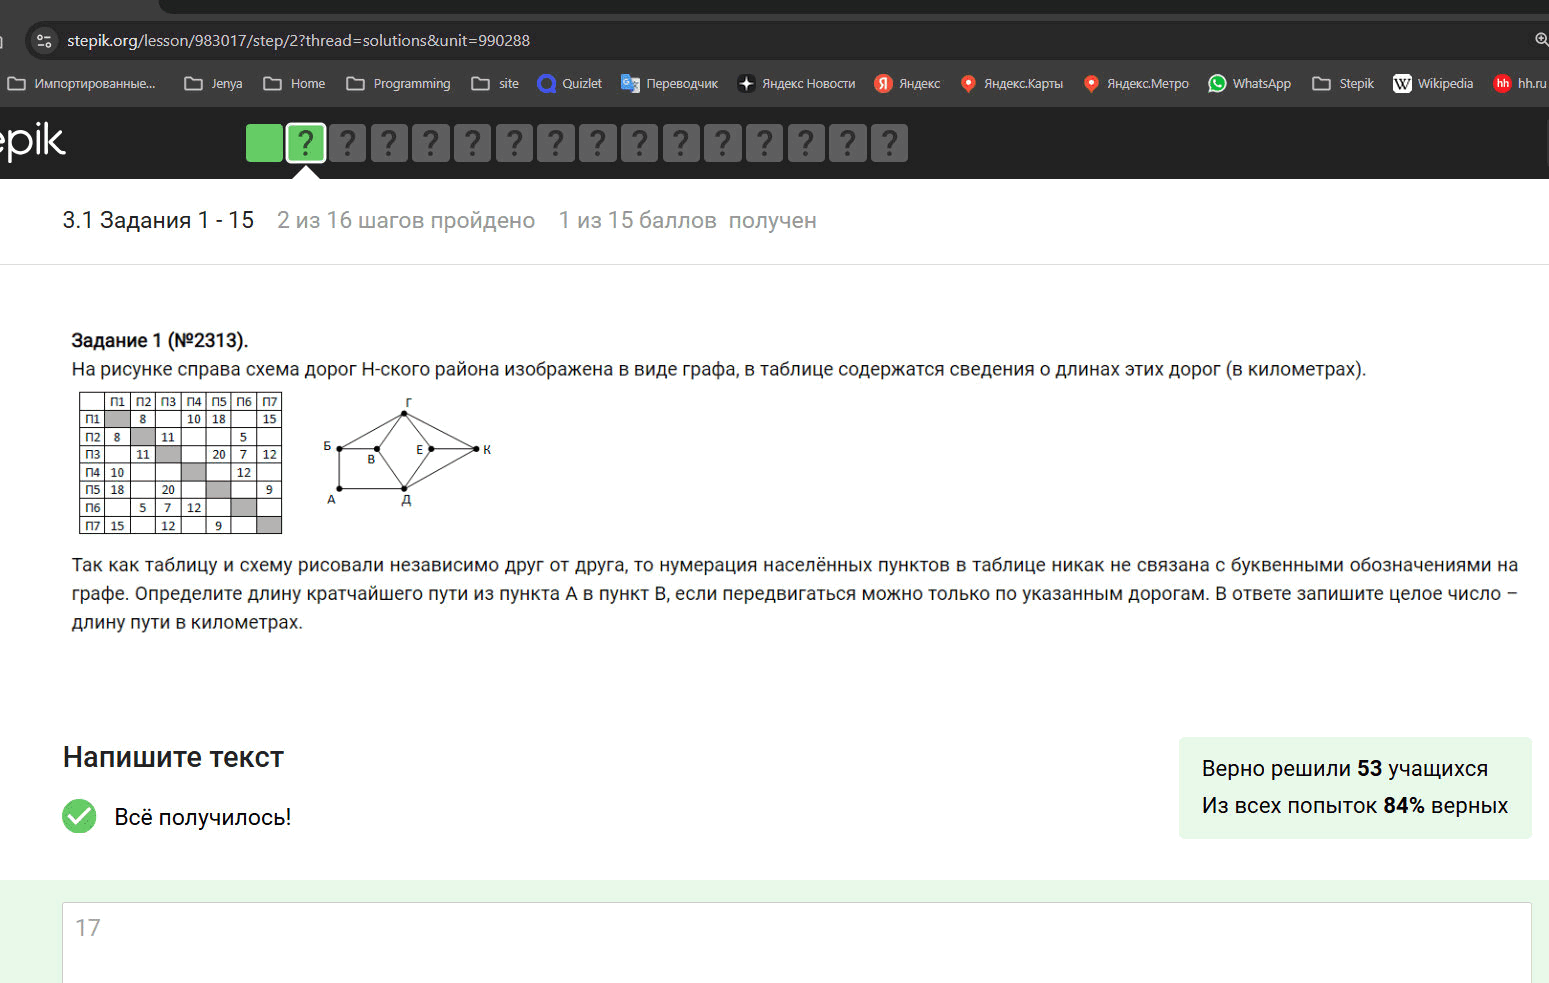 stepik.org/lesson/983017/step/2?thread=solutions&unit=990288
Импортированные... Jenya Home Programming site Quizlet Переводчик Яндекс Новости Яндекс Яндекс.Карты Яндекс.Метро WhatsApp Stepik Wikipedia hh.ru
epik ? ? ? ? ? ? ? ? ? ? ? ? ? ? ?
3.1 Задания 1 - 15 2 из 16 шагов пройдено 1 из 15 баллов получен
Задание 1 (№2313).
На рисунке справа схема дорог Н-ского района изображена в виде графа, в таблице содержатся сведения о длинах этих дорог (в километрах).
П1 П2 П3 П4 П5 П6 П7
П1 8 10 18 15
П2 8 11 5
П3 11 20 7 12
П4 10 12
П5 18 20 9
П6 5 7 12
П7 15 12 9
Г
Б В Е К
А Д
Так как таблицу и схему рисовали независимо друг от друга, то нумерация населённых пунктов в таблице никак не связана с буквенными обозначениями на
графе. Определите длину кратчайшего пути из пункта А в пункт В, если передвигаться можно только по указанным дорогам. В ответе запишите целое число –
длину пути в километрах.
Напишите текст
Всё получилось!
Верно решили 53 учащихся
Из всех попыток 84% верных
17